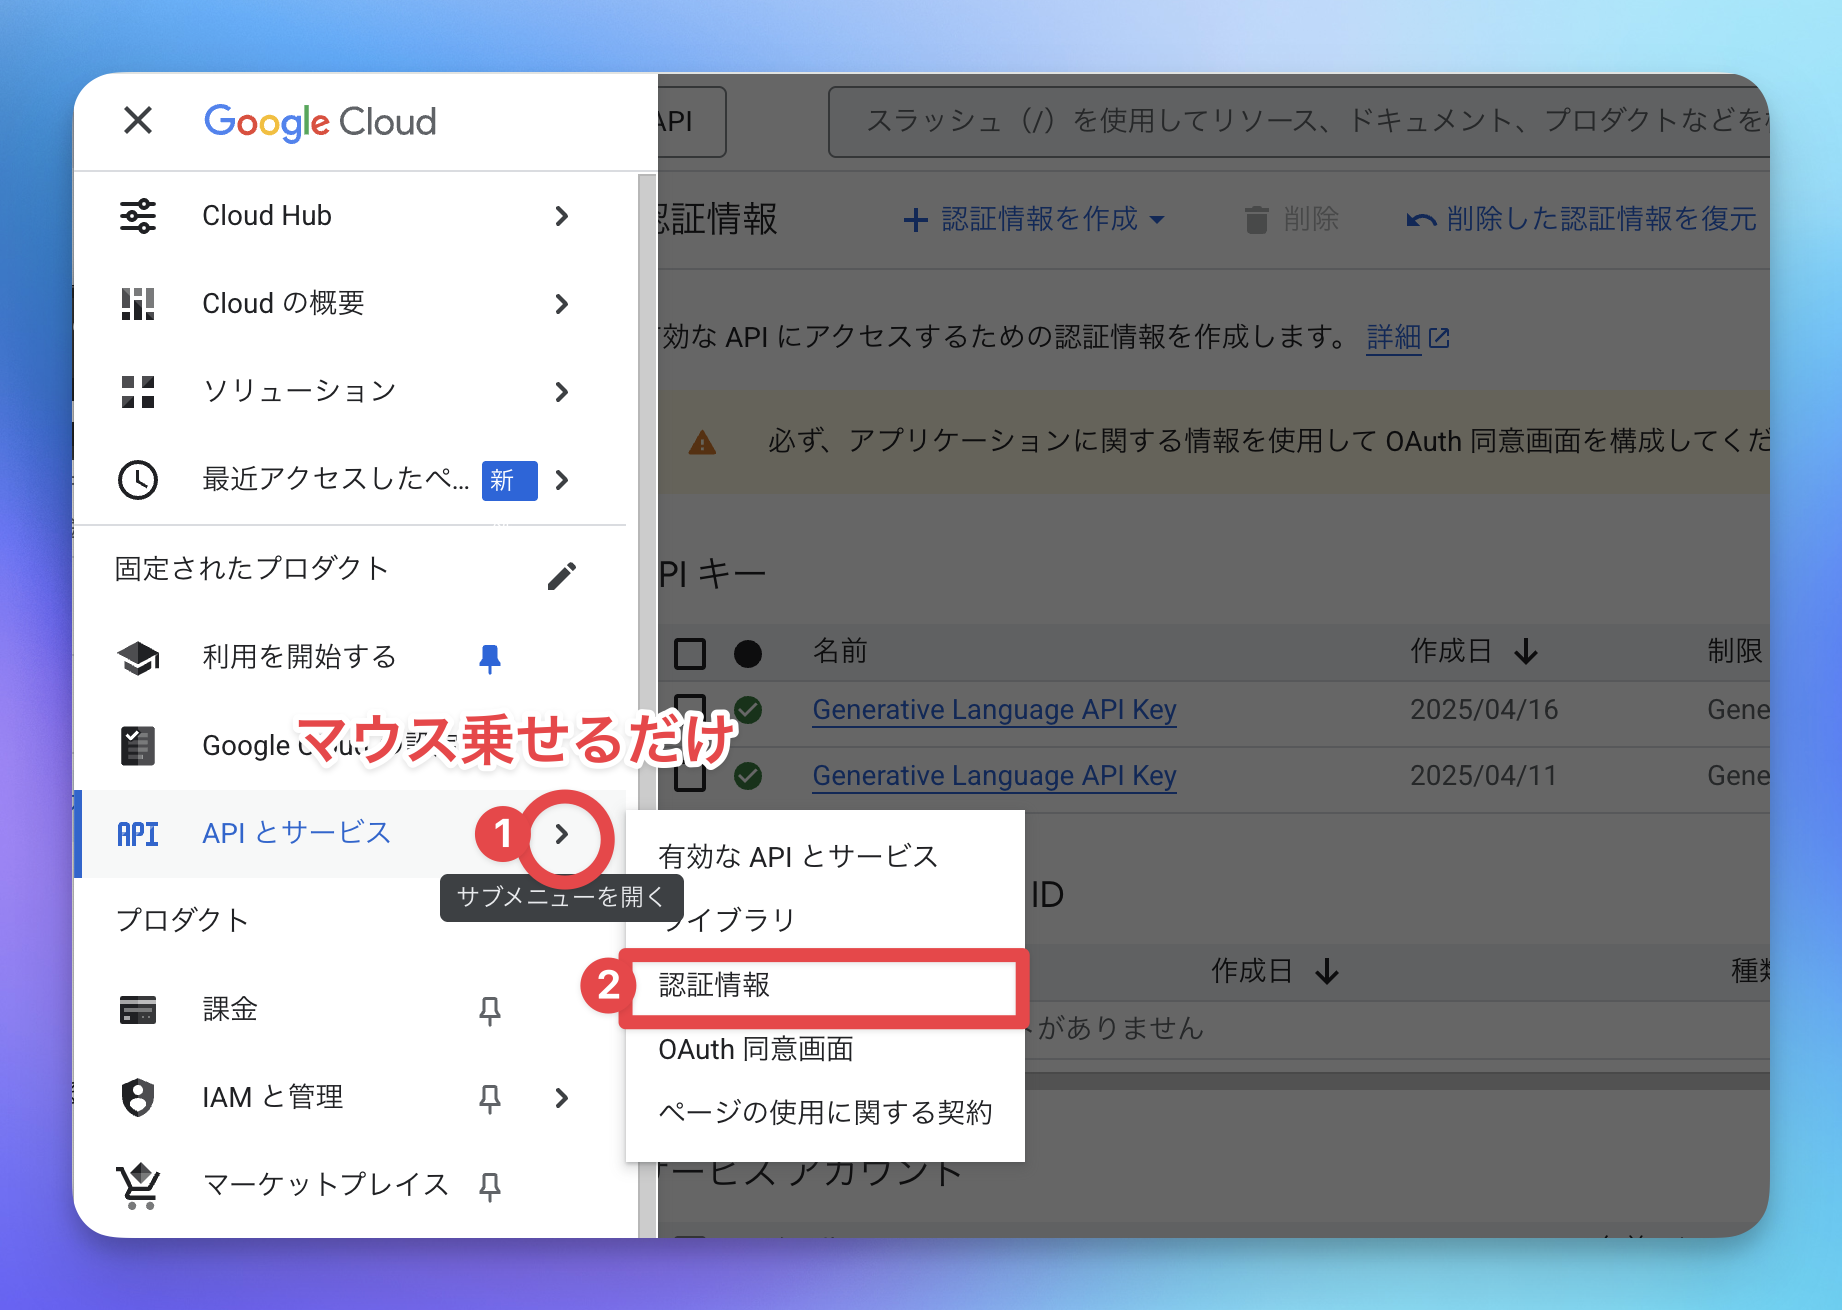 Google Cloud
Cloud Hub
Cloud の概要
ソリューション
最近アクセスしたペ... 新
固定されたプロダクト
利用を開始する
Google
マウス乗せるだけ
API とサービス
1
サブメニューを開く
プロダクト
課金
IAM と管理
マーケットプレイス
有効な API とサービス
イブラリ
2
認証情報
OAuth 同意画面
ページの使用に関する契約
API
スラッシュ（/）を使用してリソース、ドキュメント、プロダクトなどを
証情報
認証情報を作成
削除
削除した認証情報を復元
効な API にアクセスするための認証情報を作成します。 詳細
必ず、アプリケーションに関する情報を使用して OAuth 同意画面を構成してくだ
PI キー
名前 作成日 制限
Generative Language API Key 2025/04/16 Gene
Generative Language API Key 2025/04/11 Gene
ID
作成日 種
がありません
ービス アカウント